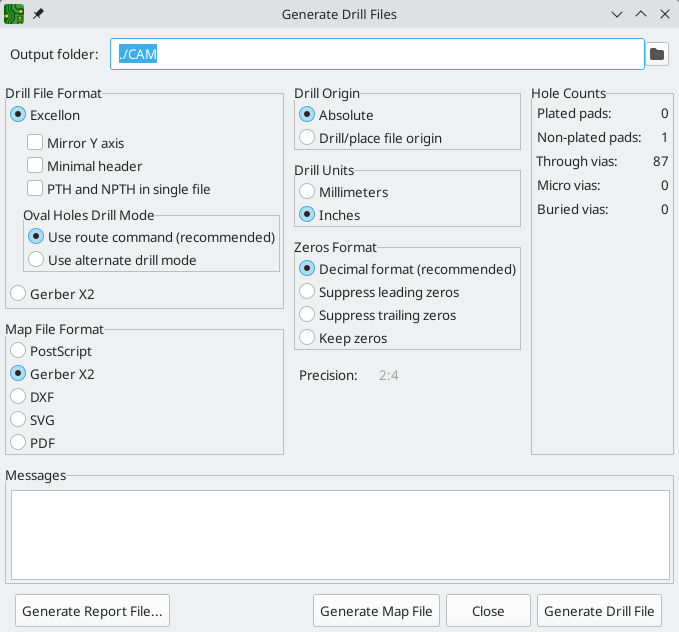 Generate Drill Files
Output folder: ./CAM
Drill File Format
Excellon
Mirror Y axis
Minimal header
PTH and NPTH in single file
Oval Holes Drill Mode
Use route command (recommended)
Use alternate drill mode
Gerber X2
Map File Format
PostScript
Gerber X2
DXF
SVG
PDF
Drill Origin
Absolute
Drill/place file origin
Drill Units
Millimeters
Inches
Zeros Format
Decimal format (recommended)
Suppress leading zeros
Suppress trailing zeros
Keep zeros
Precision: 2:4
Hole Counts
Plated pads: 0
Non-plated pads: 1
Through vias: 87
Micro vias: 0
Buried vias: 0
Messages
Generate Report File... Generate Map File Close Generate Drill File